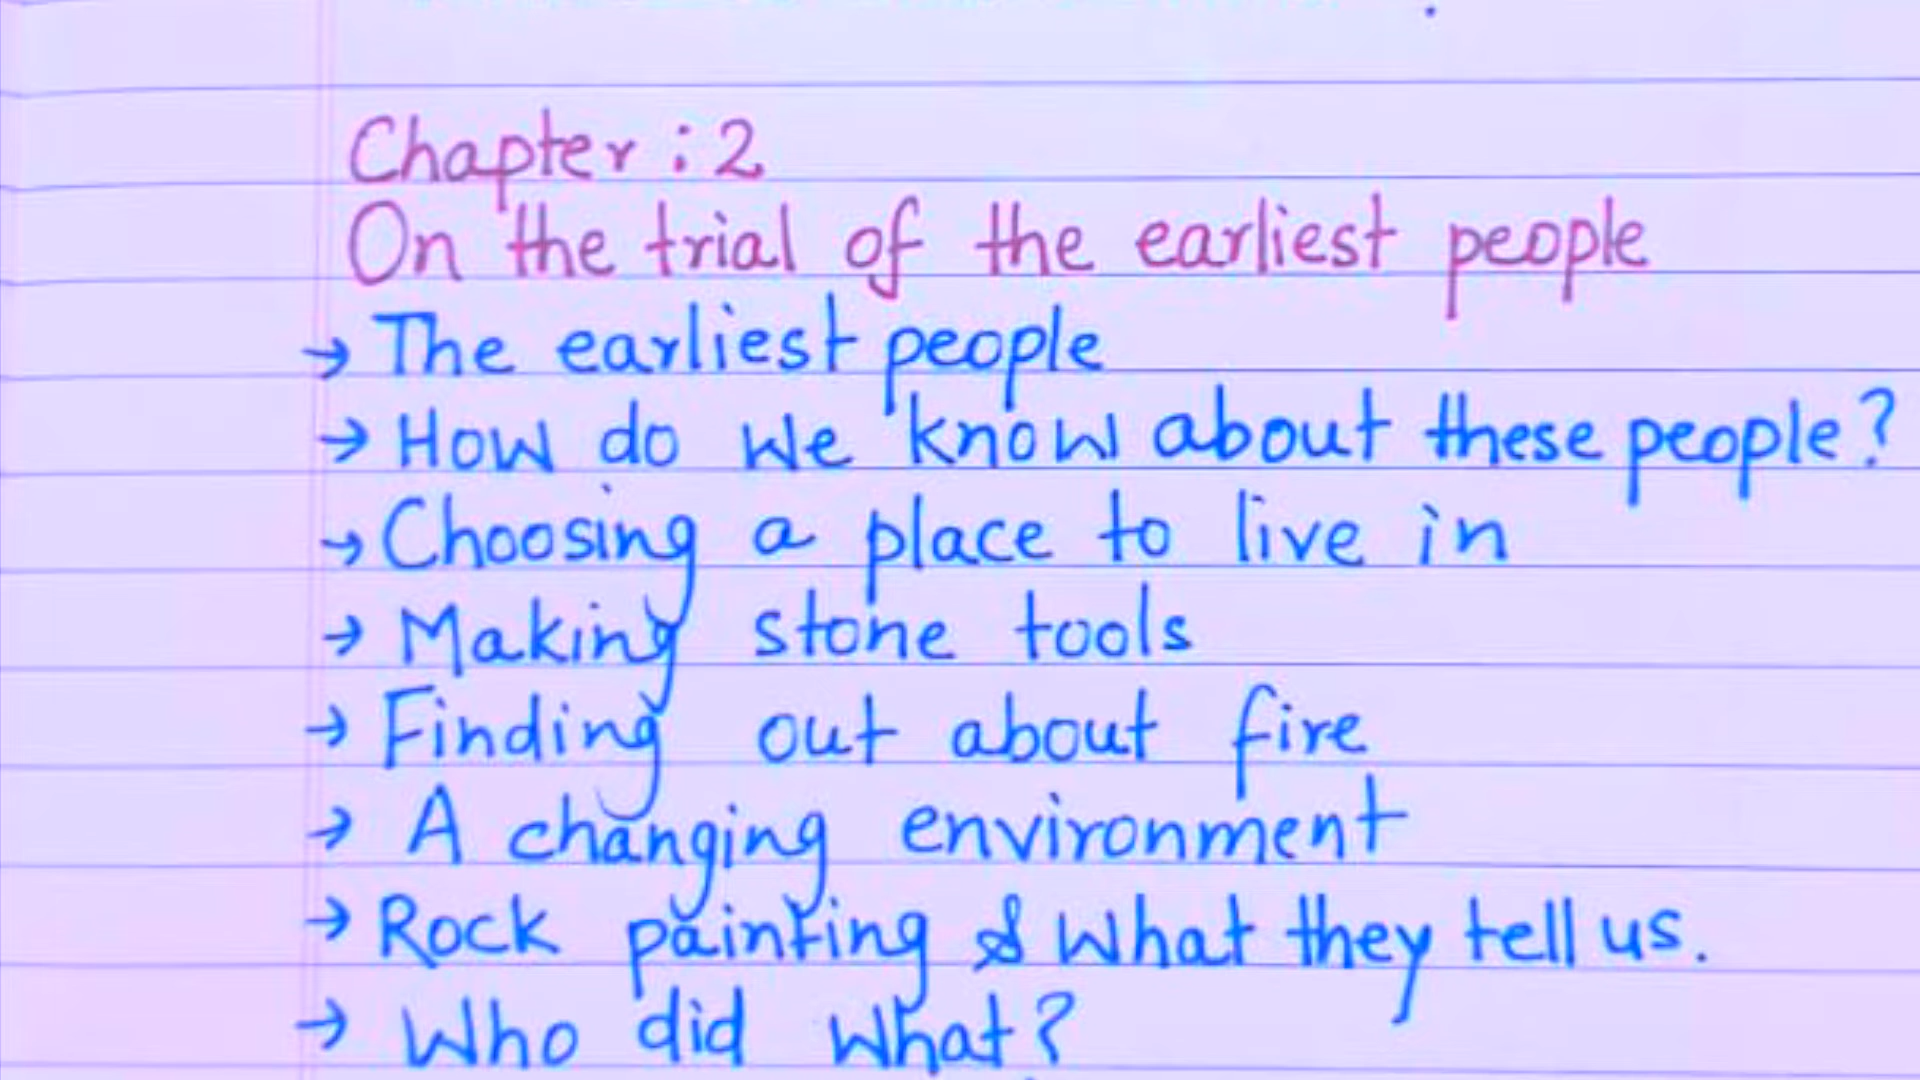 Chapter : 2
On the trial of the earliest people
→ The earliest people
→ How do we know about these people?
→ Choosing a place to live in
→ Making stone tools
→ Finding out about fire
→ A changing environment
→ Rock painting & What they tell us.
→ Who did What?